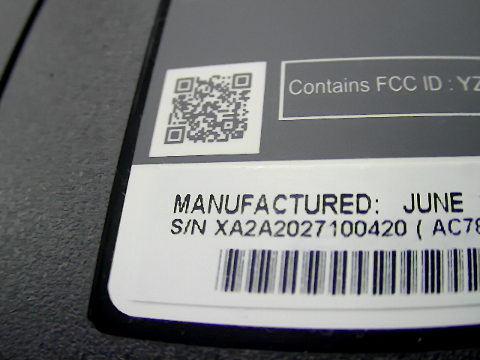 Contains FCC ID : YZ
MANUFACTURED: JUNE
S/N XA2A2027100420 ( AC78